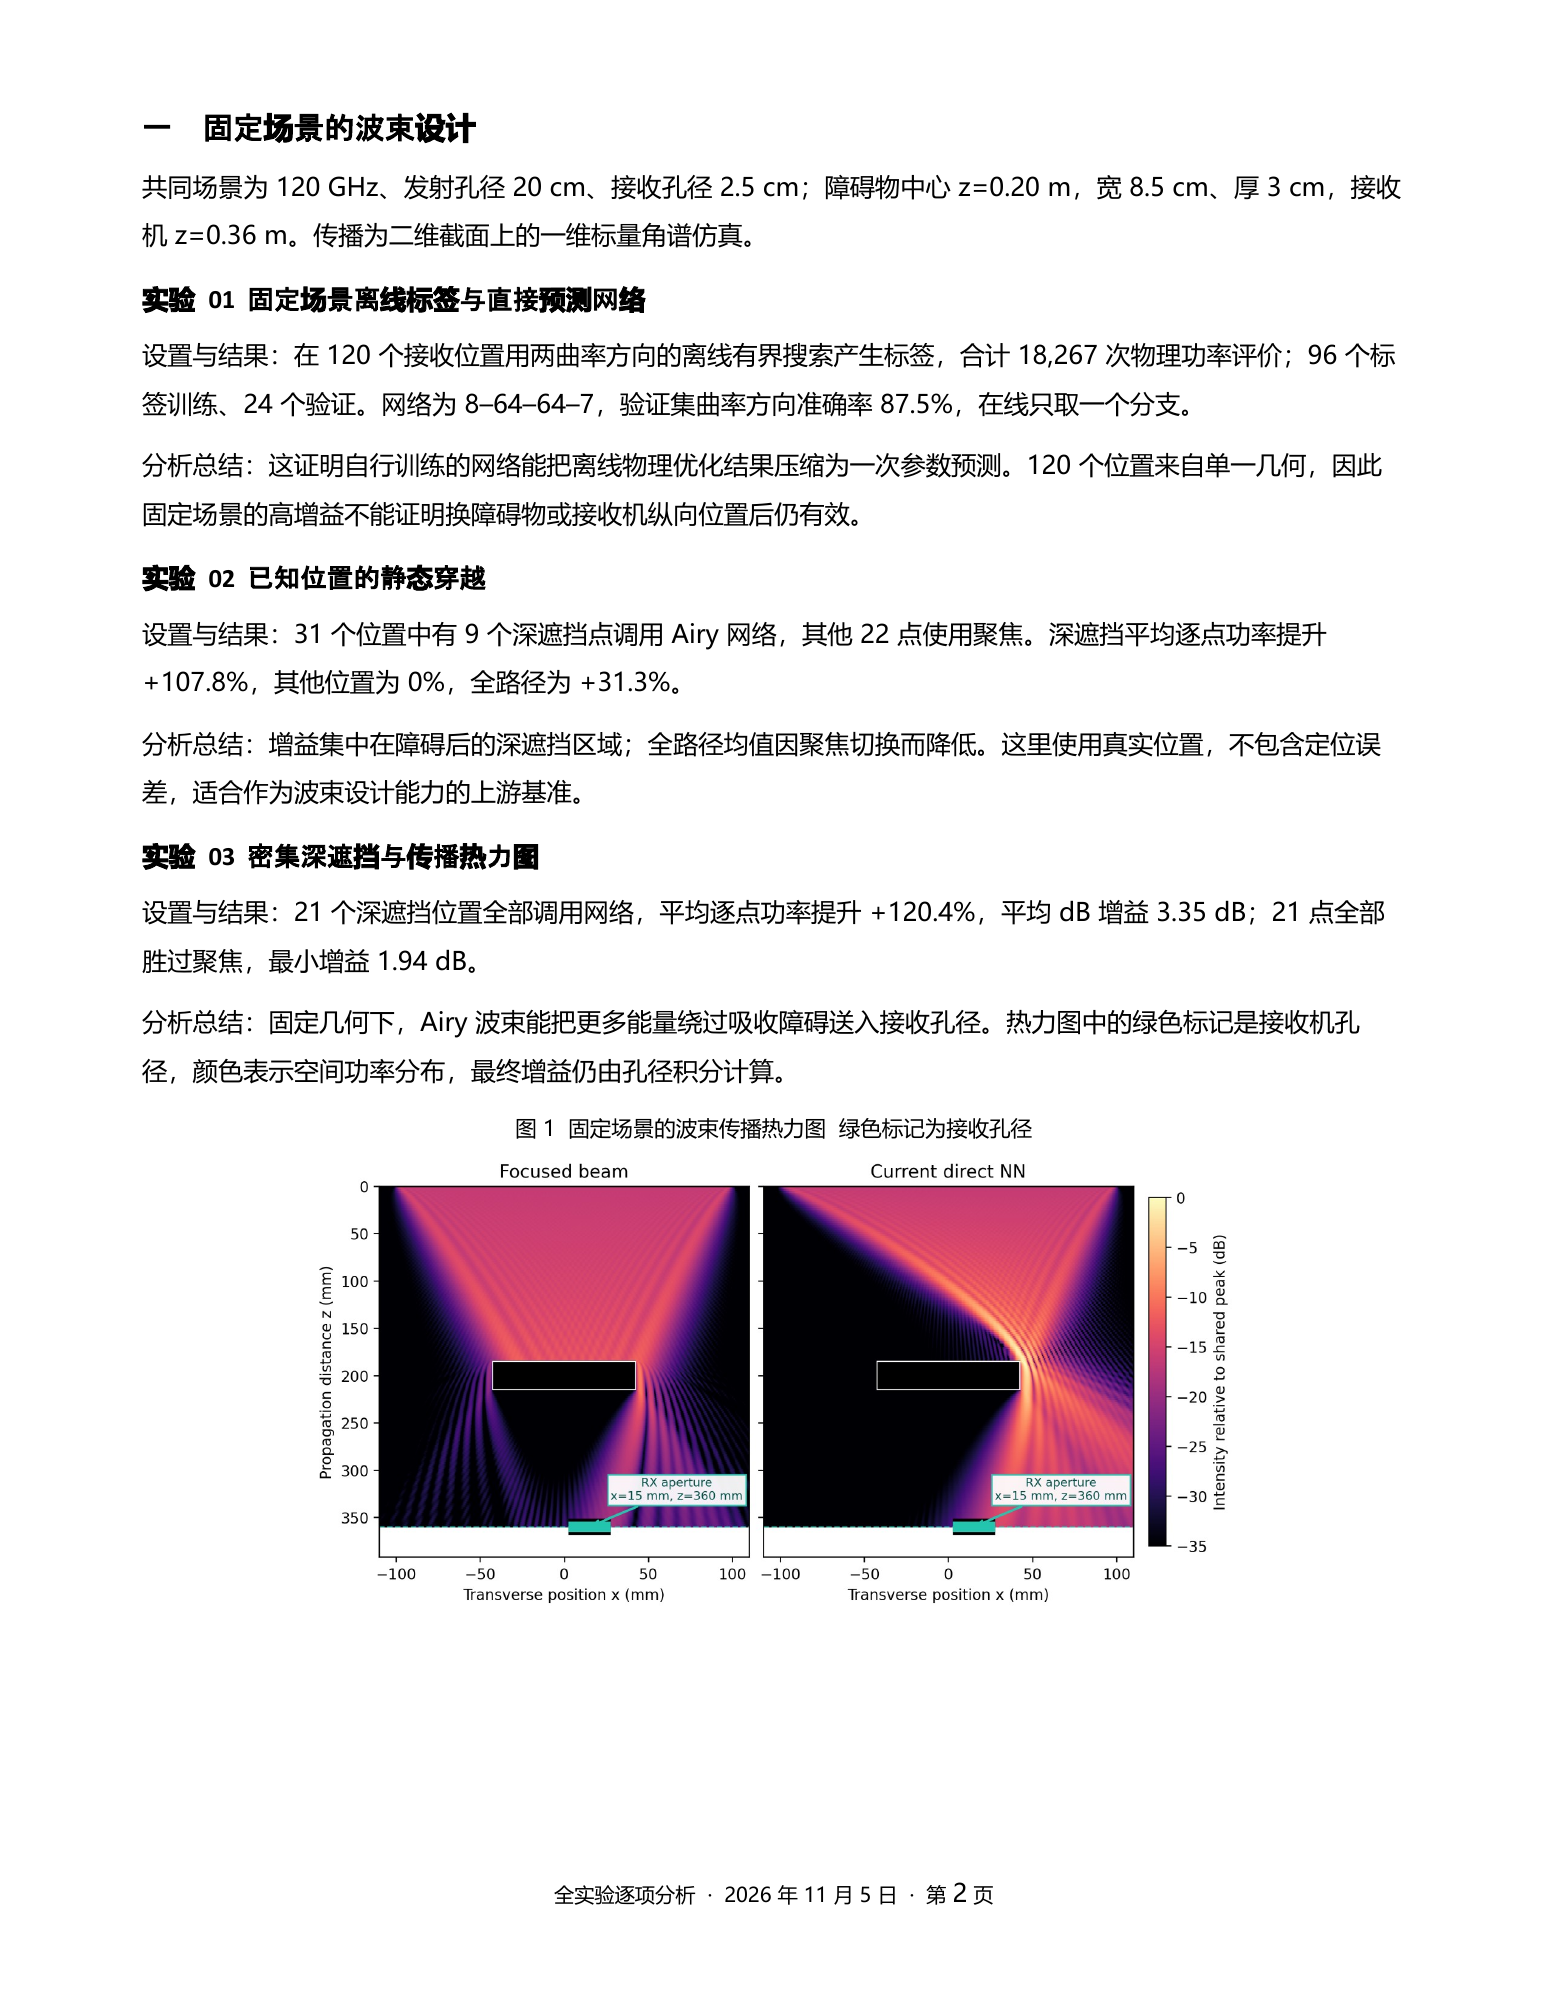 一 固定场景的波束设计
共同场景为 120 GHz、发射孔径 20 cm、接收孔径 2.5 cm；障碍物中心 z=0.20 m，宽 8.5 cm、厚 3 cm，接收
机 z=0.36 m。传播为二维截面上的一维标量角谱仿真。
实验 01 固定场景离线标签与直接预测网络
设置与结果：在 120 个接收位置用两曲率方向的离线有界搜索产生标签，合计 18,267 次物理功率评价；96 个标
签训练、24 个验证。网络为 8–64–64–7，验证集曲率方向准确率 87.5%，在线只取一个分支。
分析总结：这证明自行训练的网络能把离线物理优化结果压缩为一次参数预测。120 个位置来自单一几何，因此
固定场景的高增益不能证明换障碍物或接收机纵向位置后仍有效。
实验 02 已知位置的静态穿越
设置与结果：31 个位置中有 9 个深遮挡点调用 Airy 网络，其他 22 点使用聚焦。深遮挡平均逐点功率提升
+107.8%，其他位置为 0%，全路径为 +31.3%。
分析总结：增益集中在障碍后的深遮挡区域；全路径均值因聚焦切换而降低。这里使用真实位置，不包含定位误
差，适合作为波束设计能力的上游基准。
实验 03 密集深遮挡与传播热力图
设置与结果：21 个深遮挡位置全部调用网络，平均逐点功率提升 +120.4%，平均 dB 增益 3.35 dB；21 点全部
胜过聚焦，最小增益 1.94 dB。
分析总结：固定几何下，Airy 波束能把更多能量绕过吸收障碍送入接收孔径。热力图中的绿色标记是接收机孔
径，颜色表示空间功率分布，最终增益仍由孔径积分计算。
图 1 固定场景的波束传播热力图 绿色标记为接收孔径
Focused beam
Current direct NN
Propagation distance z (mm)
0
50
100
150
200
250
300
350
RX aperture
x=15 mm, z=360 mm
RX aperture
x=15 mm, z=360 mm
−100 −50 0 50 100
−100 −50 0 50 100
Transverse position x (mm)
Transverse position x (mm)
0
−5
−10
−15
−20
−25
−30
−35
Intensity relative to shared peak (dB)
全实验逐项分析 · 2026 年 11 月 5 日 · 第 2 页